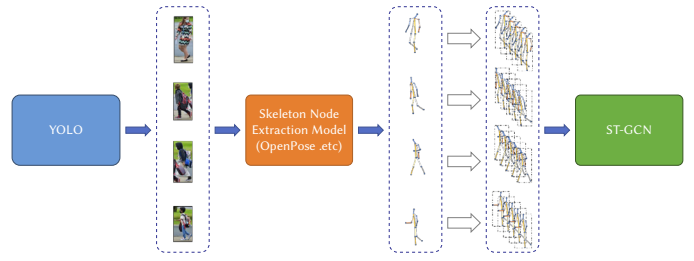 YOLO
Skeleton Node
Extraction Model
(OpenPose .etc)
ST-GCN